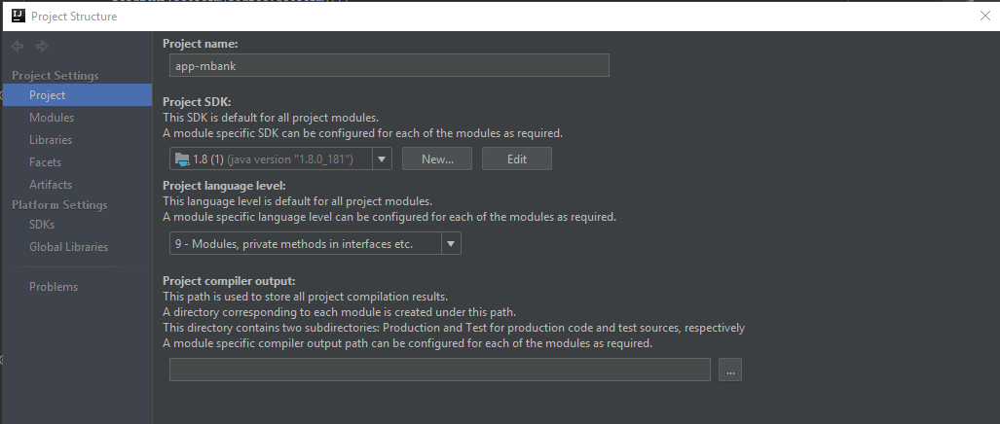 Project Structure
Project Settings
Project
Modules
Libraries
Facets
Artifacts
Platform Settings
SDKs
Global Libraries
Problems
Project name:
app-mbank
Project SDK:
This SDK is default for all project modules.
A module specific SDK can be configured for each of the modules as required.
1.8 (1) (java version "1.8.0_181")
New...
Edit
Project language level:
This language level is default for all project modules.
A module specific language level can be configured for each of the modules as required.
9 - Modules, private methods in interfaces etc.
Project compiler output:
This path is used to store all project compilation results.
A directory corresponding to each module is created under this path.
This directory contains two subdirectories: Production and Test for production code and test sources, respectively
A module specific compiler output path can be configured for each of the modules as required.
...